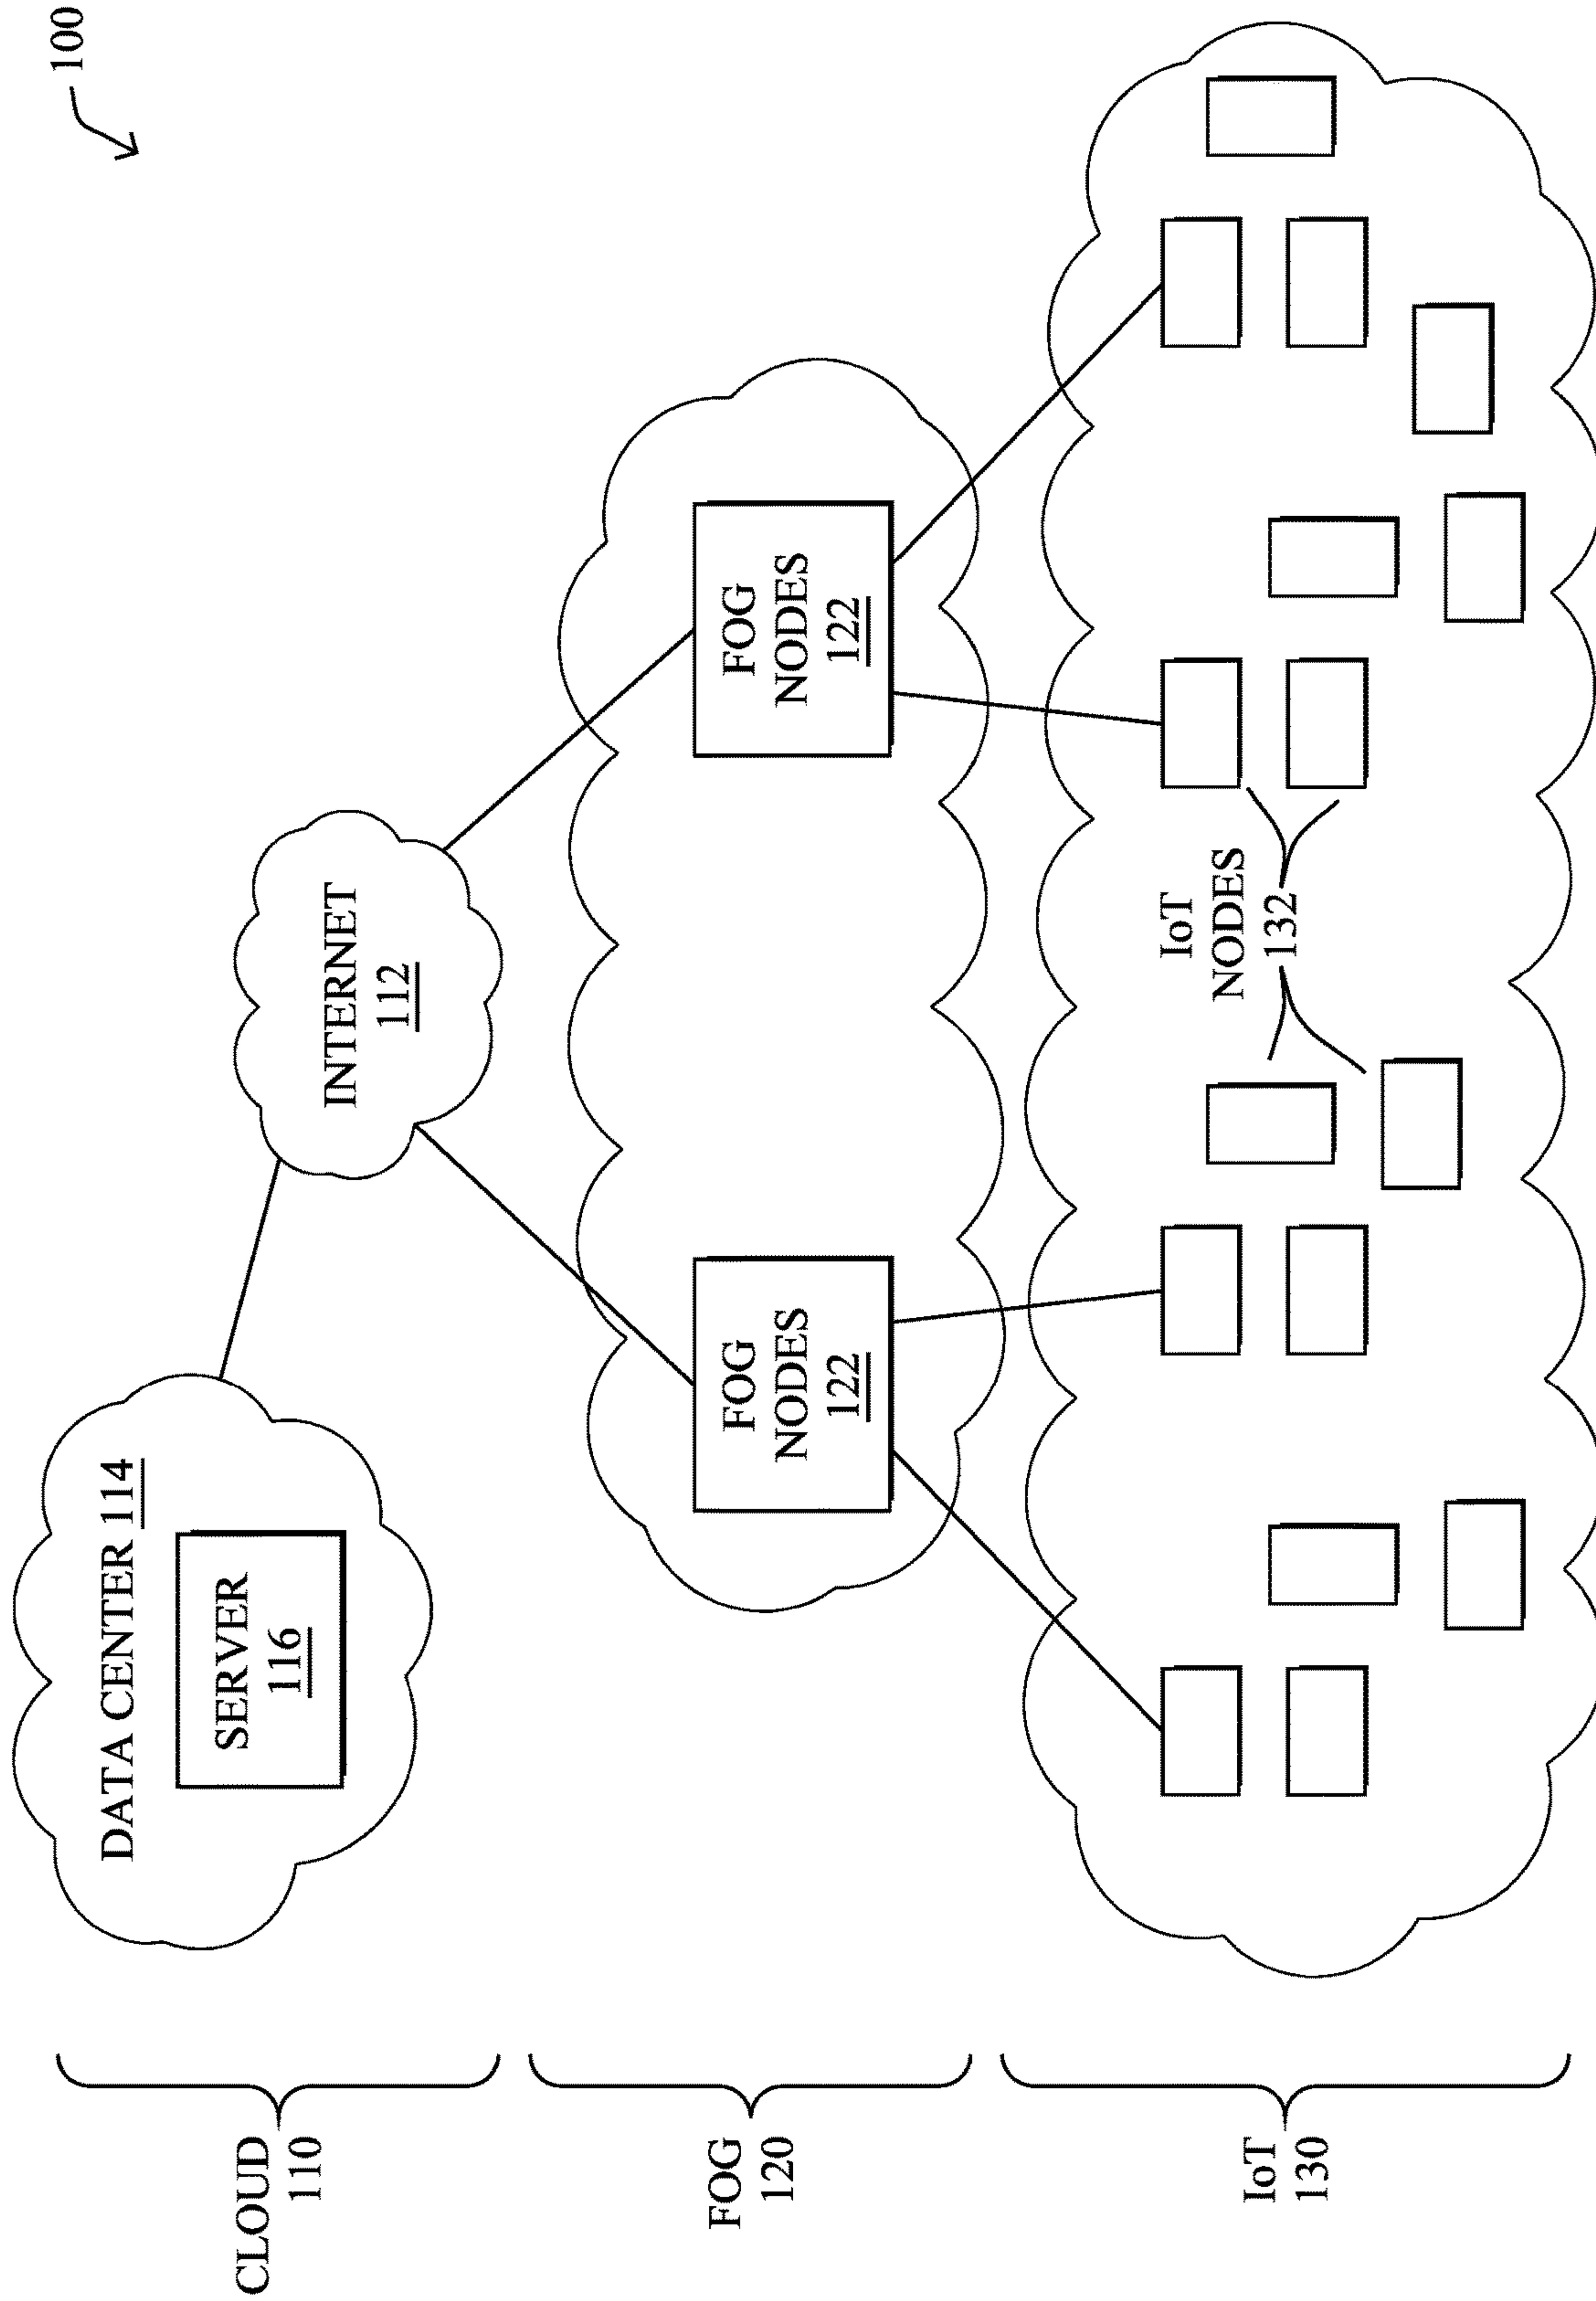 100
CLOUD
110
DATA CENTER 114
SERVER
116
INTERNET
112
FOG
120
FOG
NODES
122
FOG
NODES
122
IoT
130
IoT
NODES
132